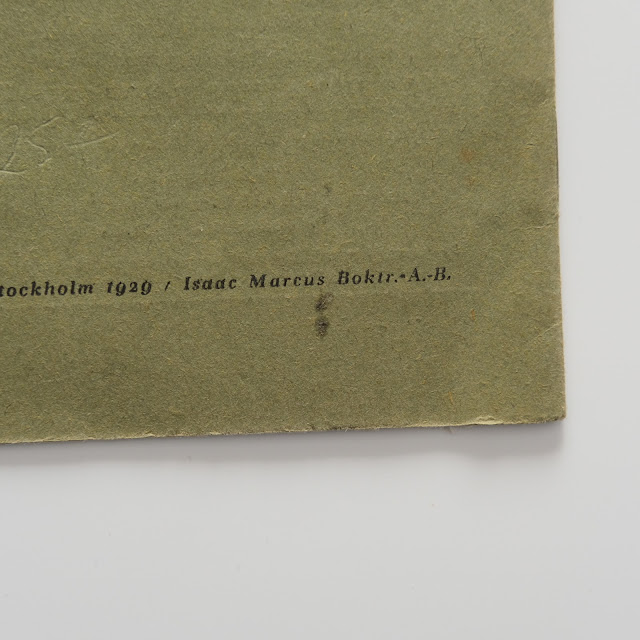 tockholm 1929 / Isaac Marcus Boktr.-A.-B.